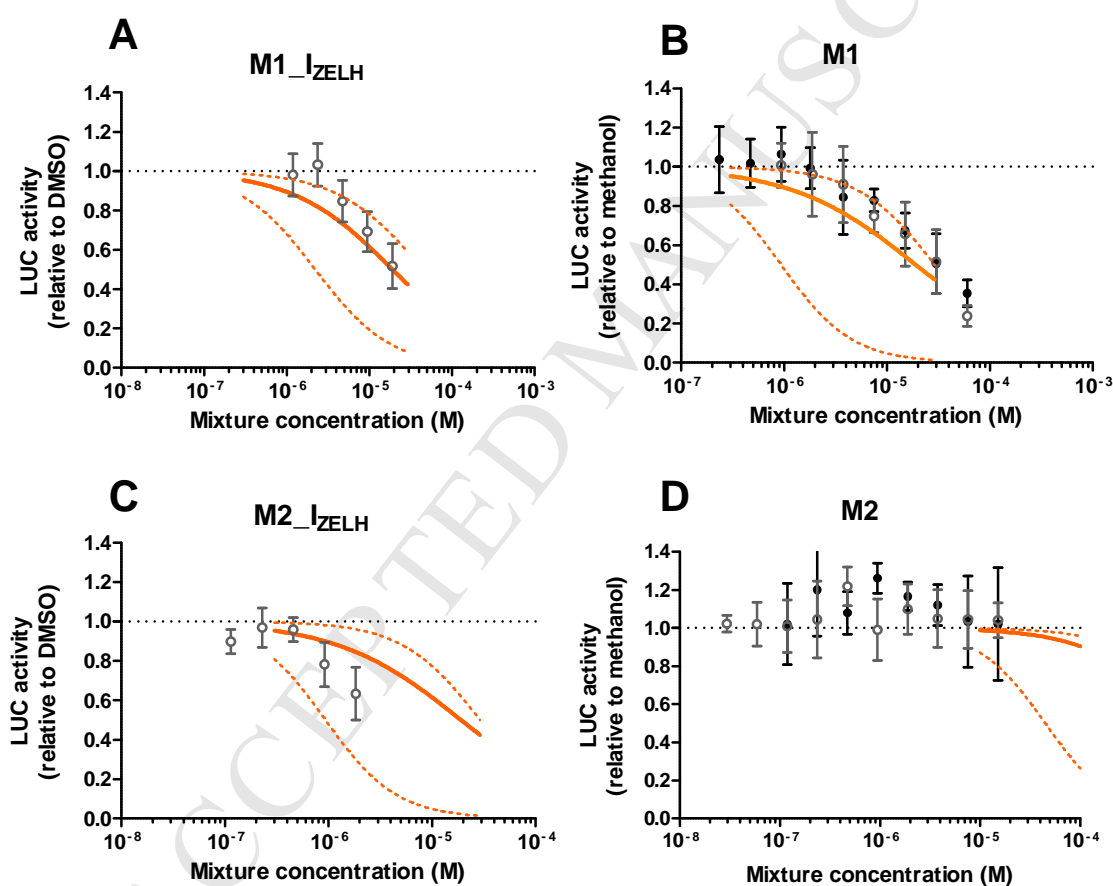 A
M1_I_ZELH
LUC activity
(relative to DMSO)
1.4
1.2
1.0
0.8
0.6
0.4
0.2
0.0
10⁻⁸ 10⁻⁷ 10⁻⁶ 10⁻⁵ 10⁻⁴ 10⁻³
Mixture concentration (M)
B
M1
LUC activity
(relative to methanol)
1.4
1.2
1.0
0.8
0.6
0.4
0.2
0.0
10⁻⁷ 10⁻⁶ 10⁻⁵ 10⁻⁴ 10⁻³
Mixture concentration (M)
C
M2_I_ZELH
LUC activity
(relative to DMSO)
1.4
1.2
1.0
0.8
0.6
0.4
0.2
0.0
10⁻⁸ 10⁻⁷ 10⁻⁶ 10⁻⁵ 10⁻⁴
Mixture concentration (M)
D
M2
LUC activity
(relative to methanol)
1.4
1.2
1.0
0.8
0.6
0.4
0.2
0.0
10⁻⁸ 10⁻⁷ 10⁻⁶ 10⁻⁵ 10⁻⁴
Mixture concentration (M)
CCEPTED MANUSC